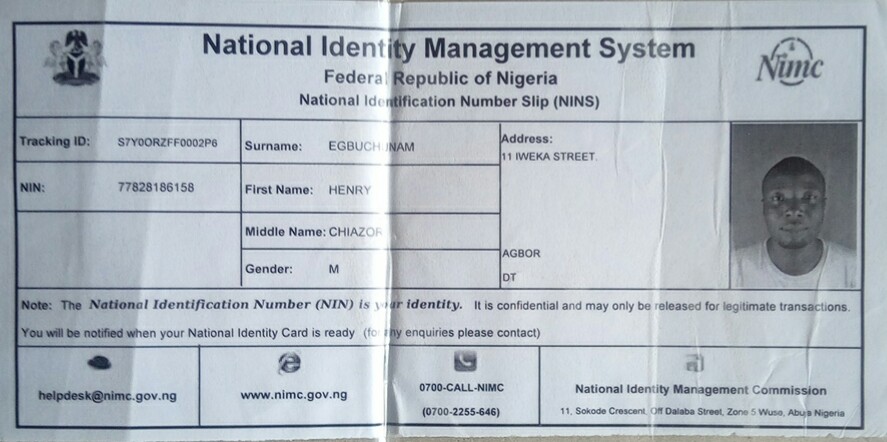 National Identity Management System
Federal Republic of Nigeria
National Identification Number Slip (NINS)
Nimc
Tracking ID: S7Y0ORZFF0002P6
Surname:
Address:
11 IWEKA STREET.
NIN: 77828186158
First Name: HENRY
Middle Name: CHIAZOR
AGBOR
Gender: M
DT
Note: The National Identification Number (NIN) is your identity. It is confidential and may only be released for legitimate transactions.
You will be notified when your National Identity Card is ready (for any enquiries please contact)
helpdesk@nimc.gov.ng
www.nimc.gov.ng
0700-CALL-NIMC
(0700-2255-646)
National Identity Management Commission
11, Sokode Crescent, Off Dalaba Street, Zone 5 Wuse, Abuja Nigeria